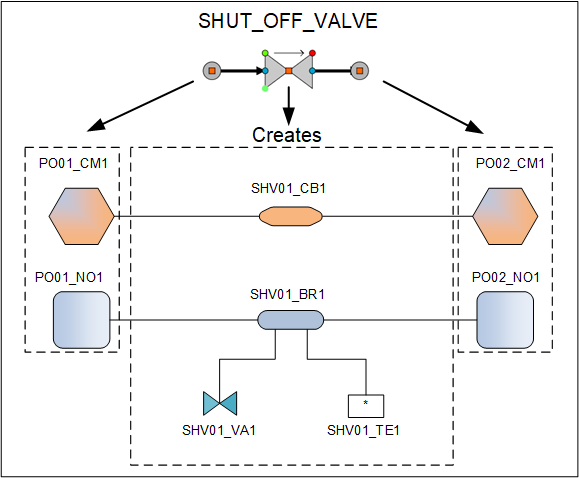 SHUT_OFF_VALVE
Creates
PO01_CM1
SHV01_CB1
PO02_CM1
PO01_NO1
SHV01_BR1
PO02_NO1
*
SHV01_VA1
SHV01_TE1